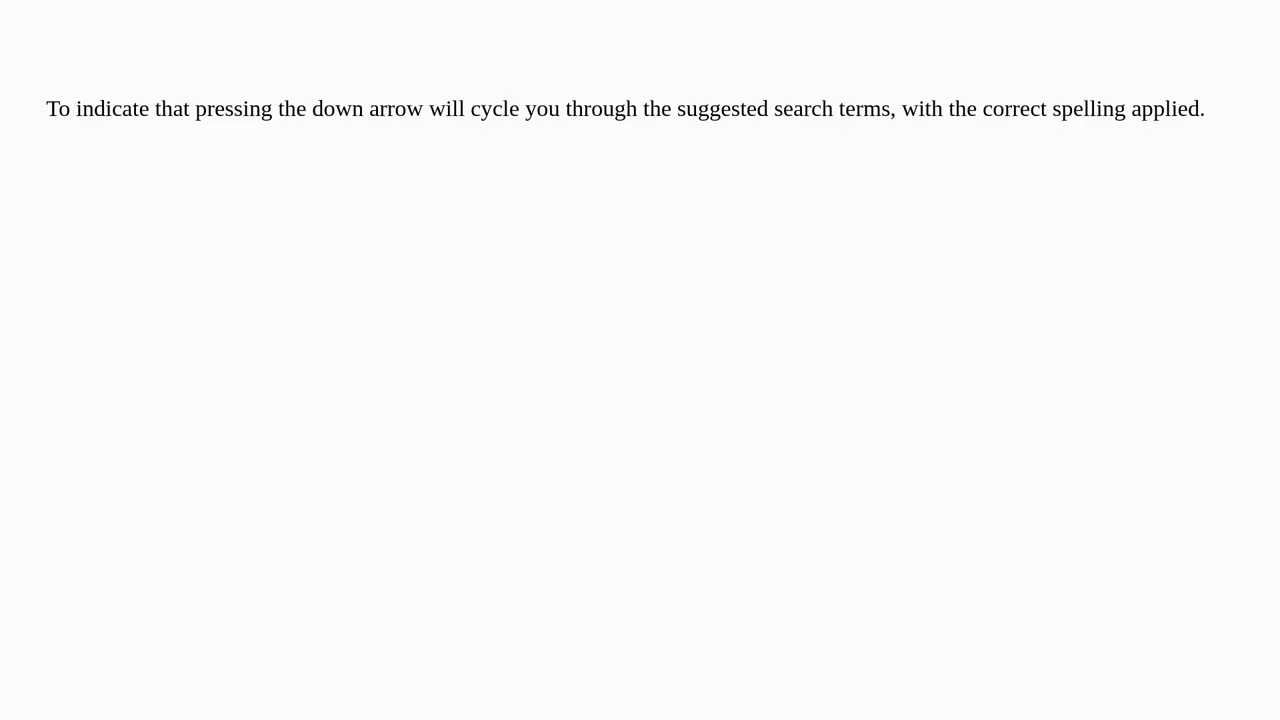 To indicate that pressing the down arrow will cycle you through the suggested search terms, with the correct spelling applied.